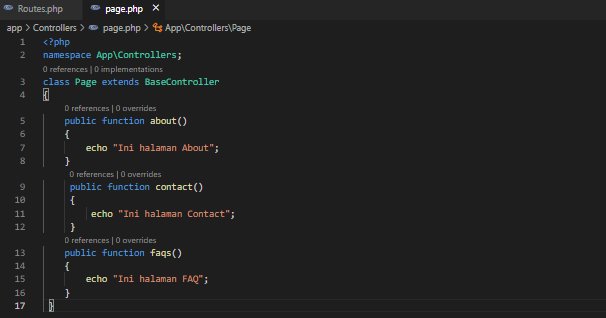 Routes.php page.php ×
app > Controllers > page.php > App\Controllers\Page
1 <?php
2 namespace App\Controllers;
0 references | 0 implementations
3 class Page extends BaseController
4 {
0 references | 0 overrides
5 public function about()
6 {
7 echo "Ini halaman About";
8 }
0 references | 0 overrides
9 public function contact()
10 {
11 echo "Ini halaman Contact";
12 }
0 references | 0 overrides
13 public function faqs()
14 {
15 echo "Ini halaman FAQ";
16 }
17 }